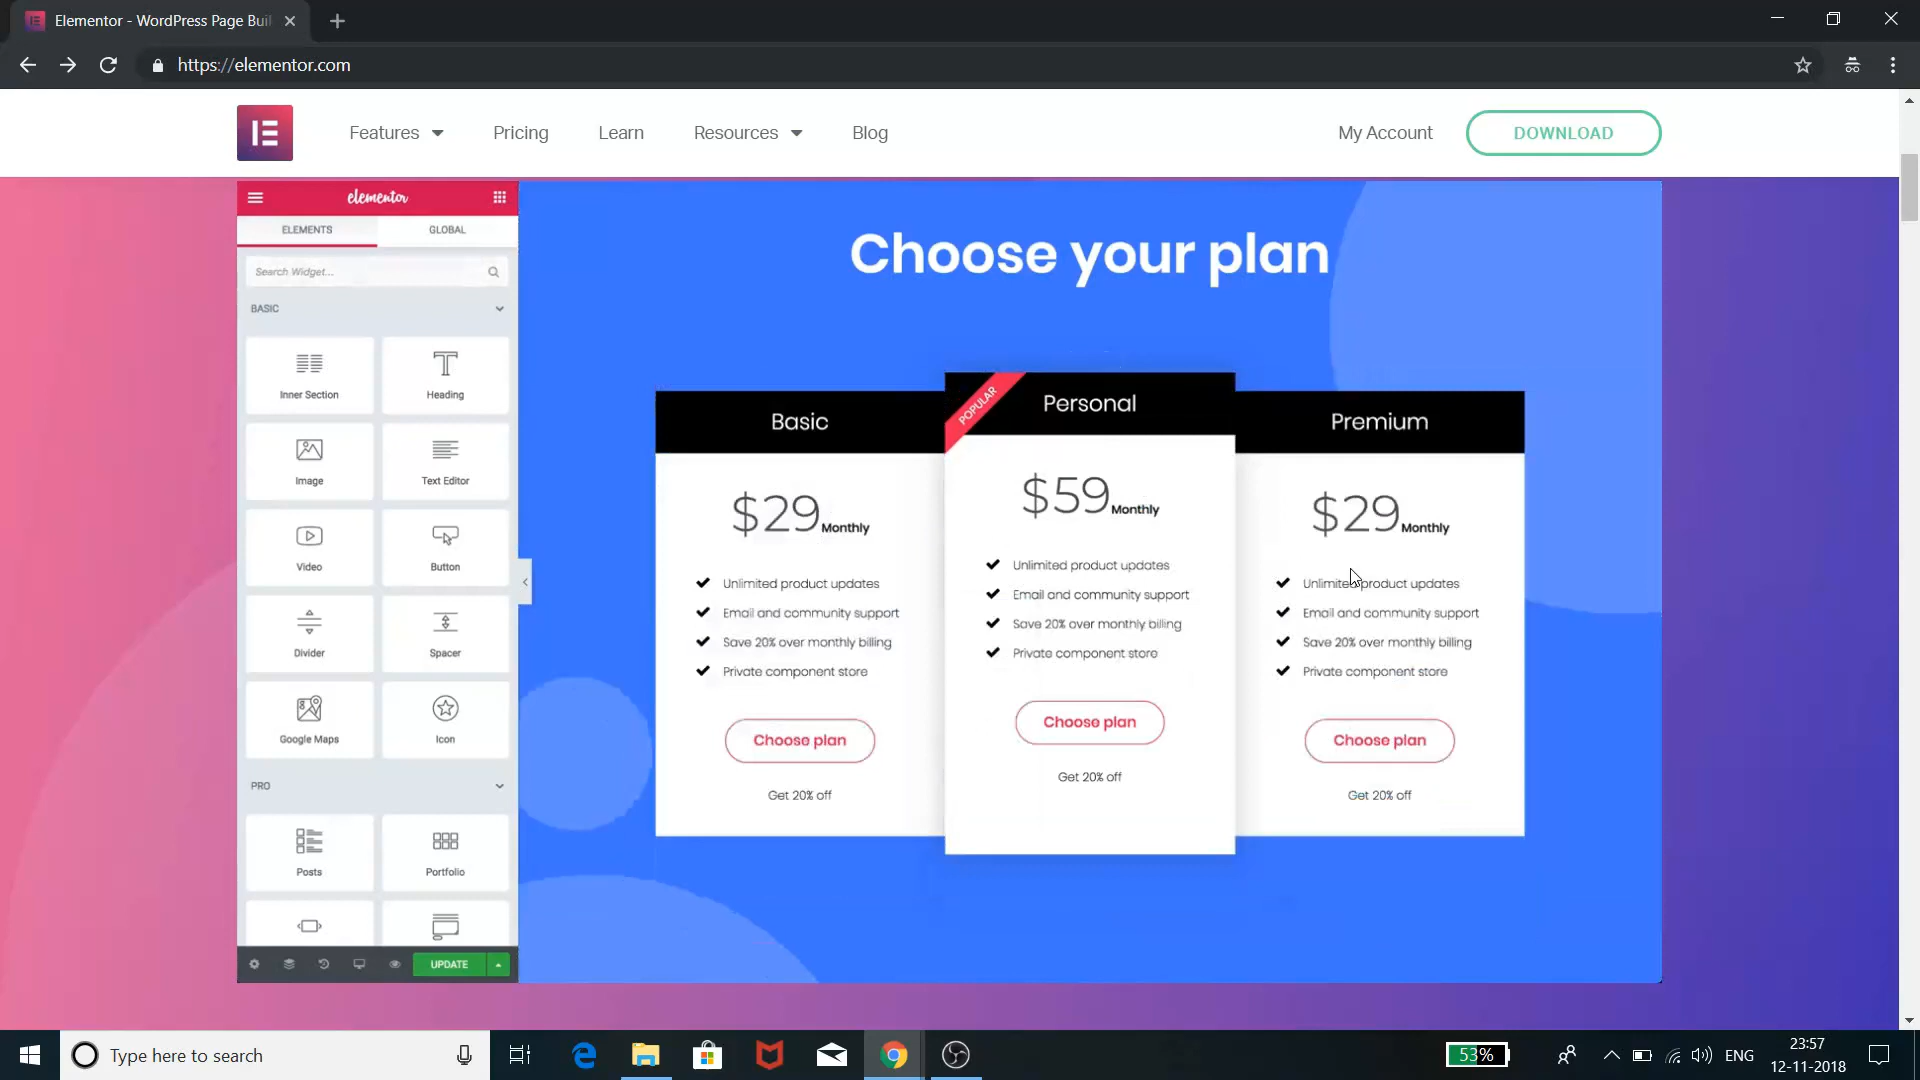 Elementor - WordPress Page Buil
https://elementor.com
Features
Pricing
Learn
Resources
Blog
My Account
DOWNLOAD
elementor
ELEMENTS
GLOBAL
Search Widget...
BASIC
Inner Section
Heading
Image
Text Editor
Video
Button
Divider
Spacer
Google Maps
Icon
PRO
Posts
Portfolio
UPDATE
Choose your plan
Basic
$29 Monthly
Unlimited product updates
Email and community support
Save 20% over monthly billing
Private component store
Choose plan
Get 20% off
POPULAR
Personal
$59 Monthly
Unlimited product updates
Email and community support
Save 20% over monthly billing
Private component store
Choose plan
Get 20% off
Premium
$29 Monthly
Unlimited product updates
Email and community support
Save 20% over monthly billing
Private component store
Choose plan
Get 20% off
Type here to search
53%
ENG
23:57
12-11-2018